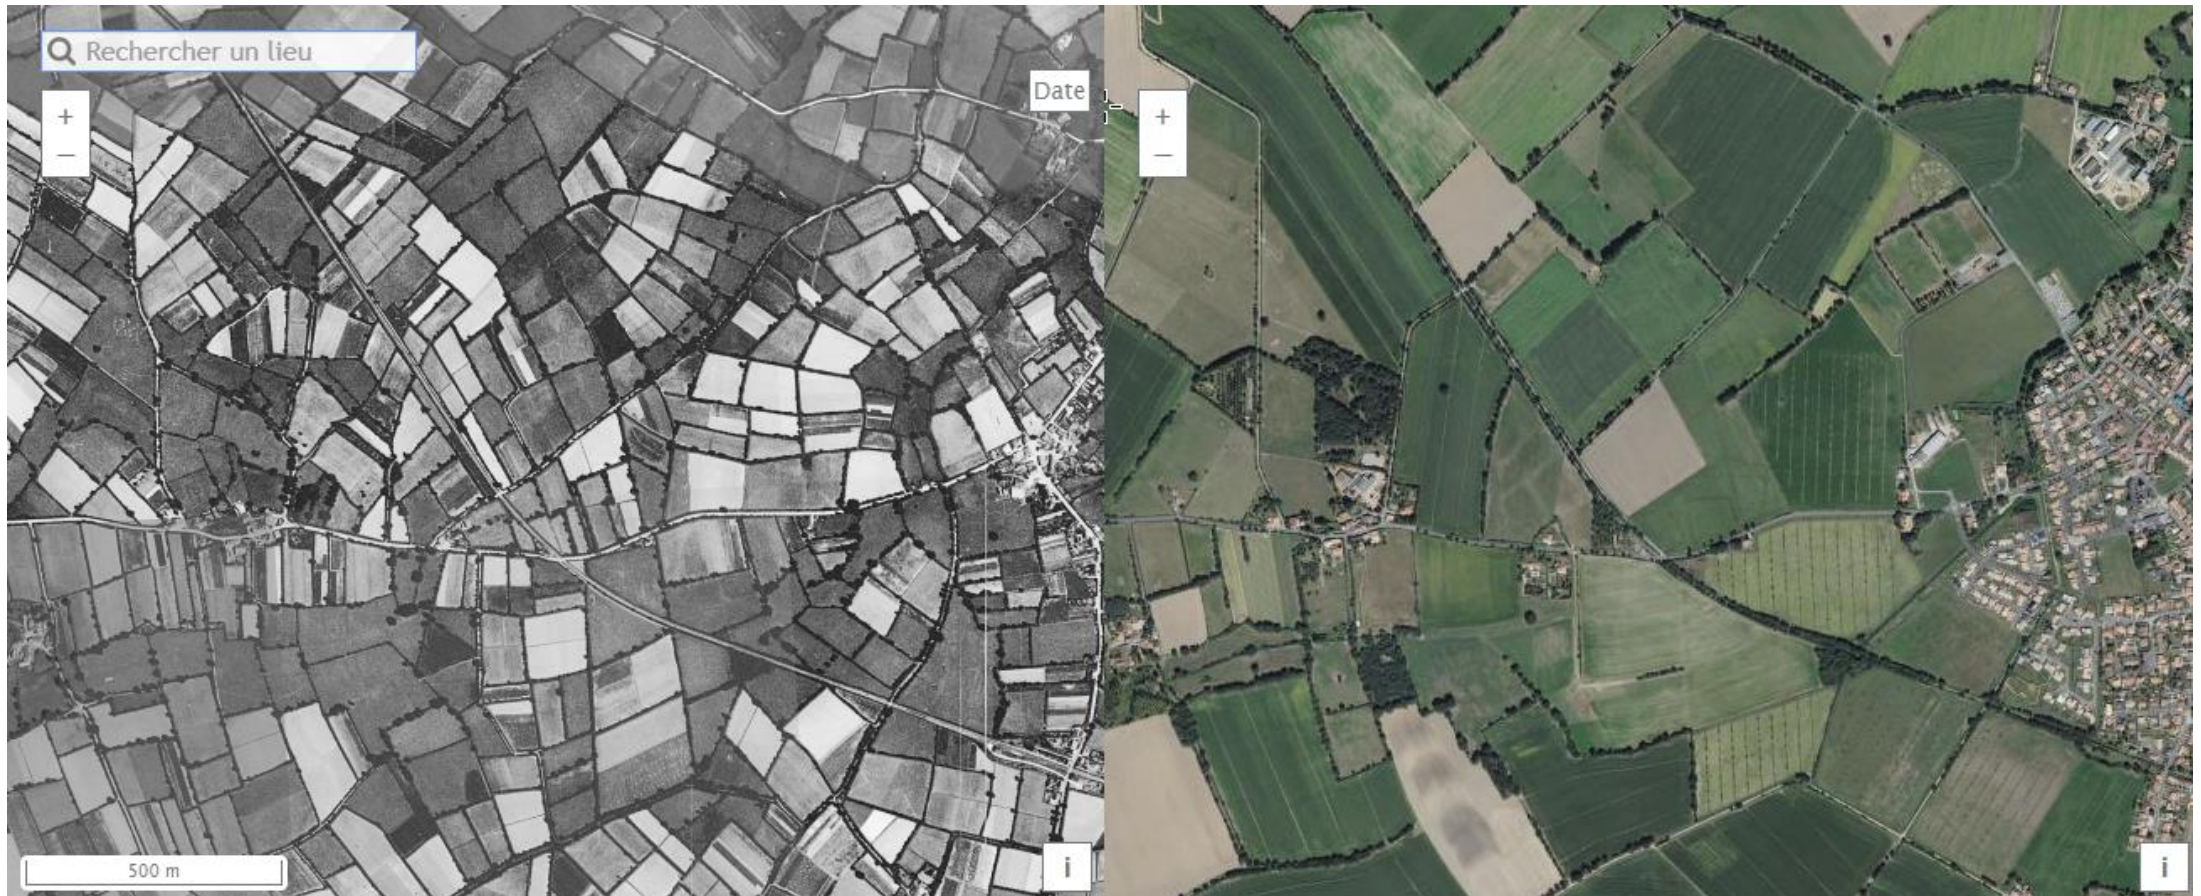 Rechercher un lieu
Date
+
+
–
–
500 m
i
i